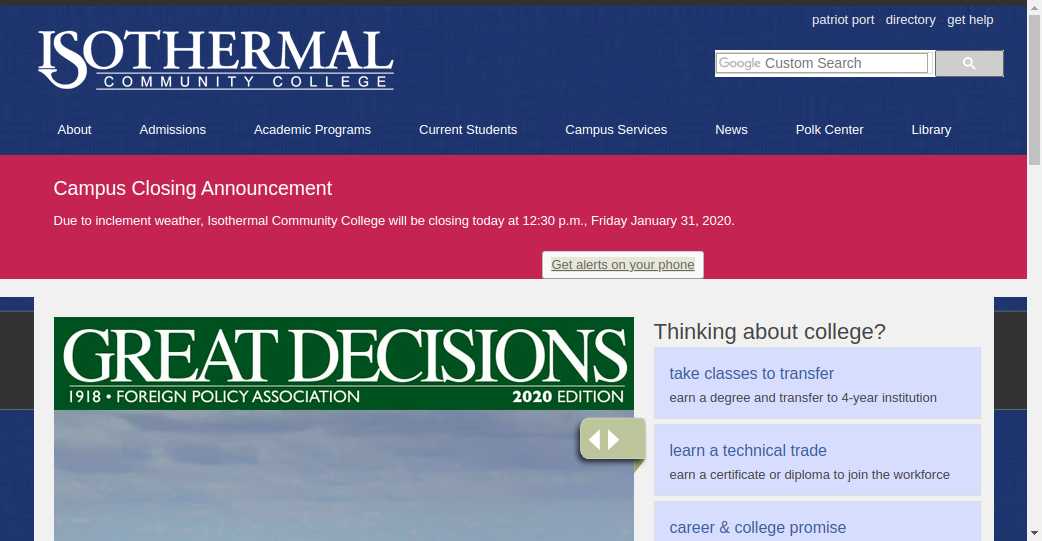 patriot port directory get help
ISOTHERMAL
COMMUNITY COLLEGE
Google Custom Search
About Admissions Academic Programs Current Students Campus Services News Polk Center Library
Campus Closing Announcement
Due to inclement weather, Isothermal Community College will be closing today at 12:30 p.m., Friday January 31, 2020.
Get alerts on your phone
GREAT DECISIONS
1918 • FOREIGN POLICY ASSOCIATION 2020 EDITION
Thinking about college?
take classes to transfer
earn a degree and transfer to 4-year institution
learn a technical trade
earn a certificate or diploma to join the workforce
career & college promise